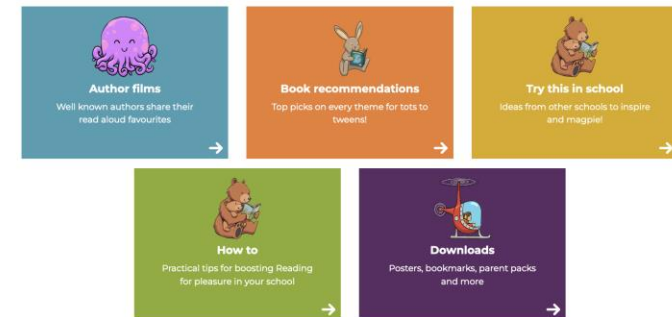 Author films
Well known authors share their
read aloud favourites
Book recommendations
Top picks on every theme for tots to
tweens!
Try this in school
Ideas from other schools to inspire
and magpie!
How to
Practical tips for boosting Reading
for pleasure in your school
Downloads
Posters, bookmarks, parent packs
and more